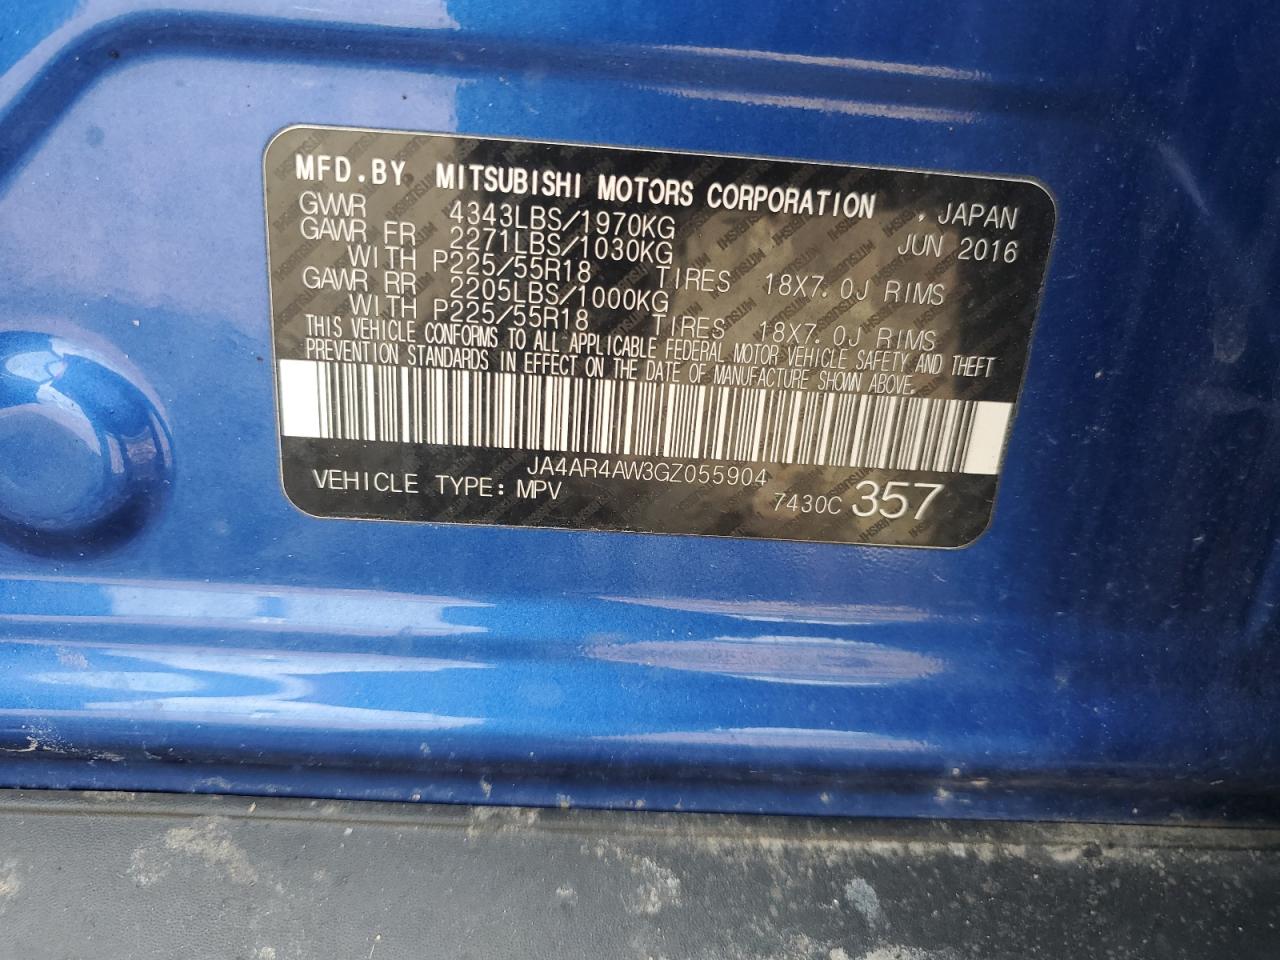 MFD.BY MITSUBISHI MOTORS CORPORATION , JAPAN
GVWR 4343LBS/1970KG JUN 2016
GAWR FR 2271LBS/1030KG
WITH P225/55R18 TIRES 18X7.0J RIMS
GAWR RR 2205LBS/1000KG
WITH P225/55R18 TIRES 18X7.0J RIMS
THIS VEHICLE CONFORMS TO ALL APPLICABLE FEDERAL MOTOR VEHICLE SAFETY AND THEFT
PREVENTION STANDARDS IN EFFECT ON THE DATE OF MANUFACTURE SHOWN ABOVE.
JA4AR4AW3GZ055904
VEHICLE TYPE: MPV 7430C 357